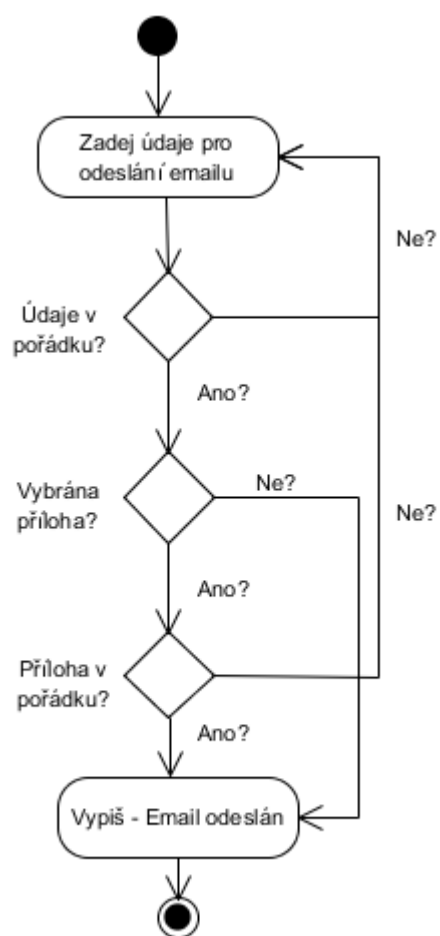 Zadej údaje pro
odeslání emailu
Ne?
Údaje v
pořádku?
Ano?
Vybrána
příloha?
Ne?
Ne?
Ano?
Příloha v
pořádku?
Ano?
Vypiš - Email odeslán